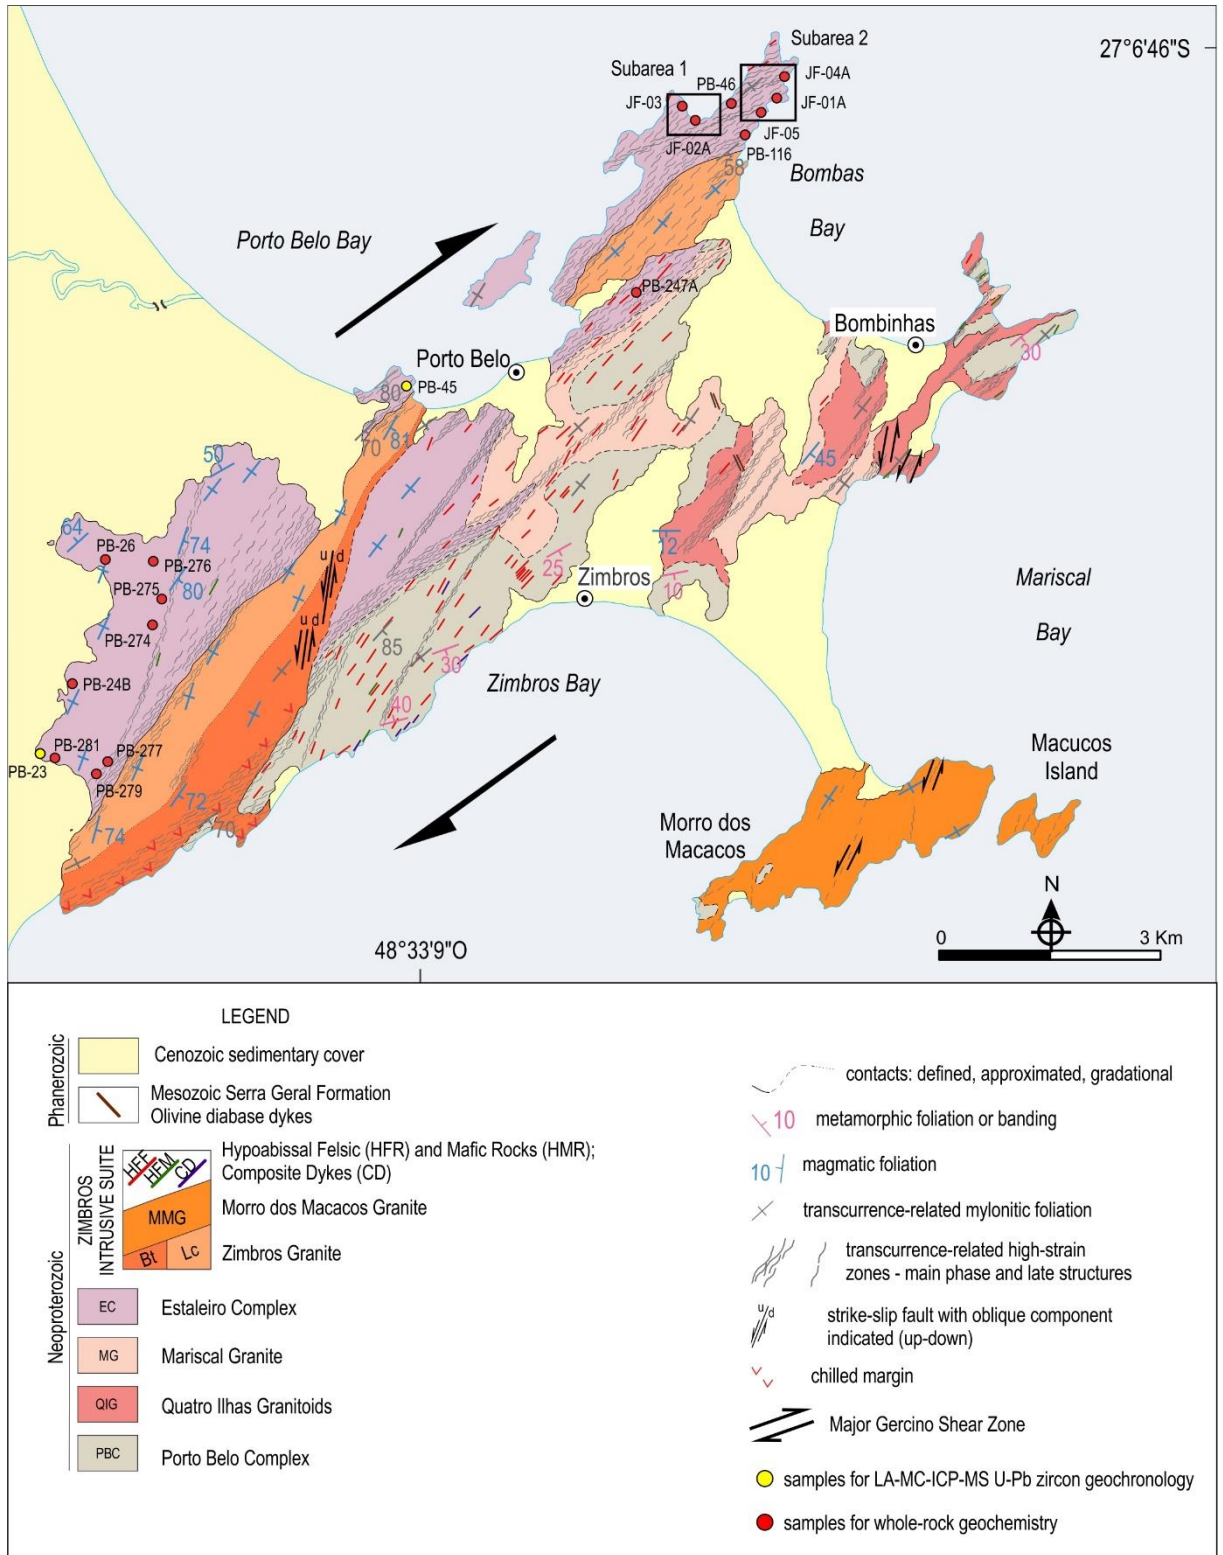 Subarea 2
27°6'46"S
Subarea 1
PB-46
JF-04A
JF-03
JF-01A
JF-02A
JF-05
PB-116
58
Bombas
Bay
Porto Belo Bay
PB-247A
Bombinhas
30
Porto Belo
80
PB-45
70
81
50
45
64
74
PB-26
PB-276
u d
12
25
PB-275
80
Zimbros
10
Mariscal
Bay
PB-274
u d
85
30
PB-24B
Zimbros Bay
40
PB-281
PB-277
PB-23
PB-279
Macucos
Island
72
74
70
Morro dos
Macacos
N
48°33'9"O
0
3 Km
LEGEND
Phanerozoic
Cenozoic sedimentary cover
Mesozoic Serra Geral Formation
Olivine diabase dykes
Neoproterozoic
ZIMBROS
INTRUSIVE SUITE
HFF
HFM
CD
Hypoabissal Felsic (HFR) and Mafic Rocks (HMR);
Composite Dykes (CD)
MMG
Morro dos Macacos Granite
Bt
Lc
Zimbros Granite
EC
Estaleiro Complex
MG
Mariscal Granite
QIG
Quatro Ilhas Granitoids
PBC
Porto Belo Complex
contacts: defined, approximated, gradational
10
metamorphic foliation or banding
10
magmatic foliation
transcurrence-related mylonitic foliation
transcurrence-related high-strain
zones - main phase and late structures
u/d
strike-slip fault with oblique component
indicated (up-down)
chilled margin
Major Gercino Shear Zone
samples for LA-MC-ICP-MS U-Pb zircon geochronology
samples for whole-rock geochemistry